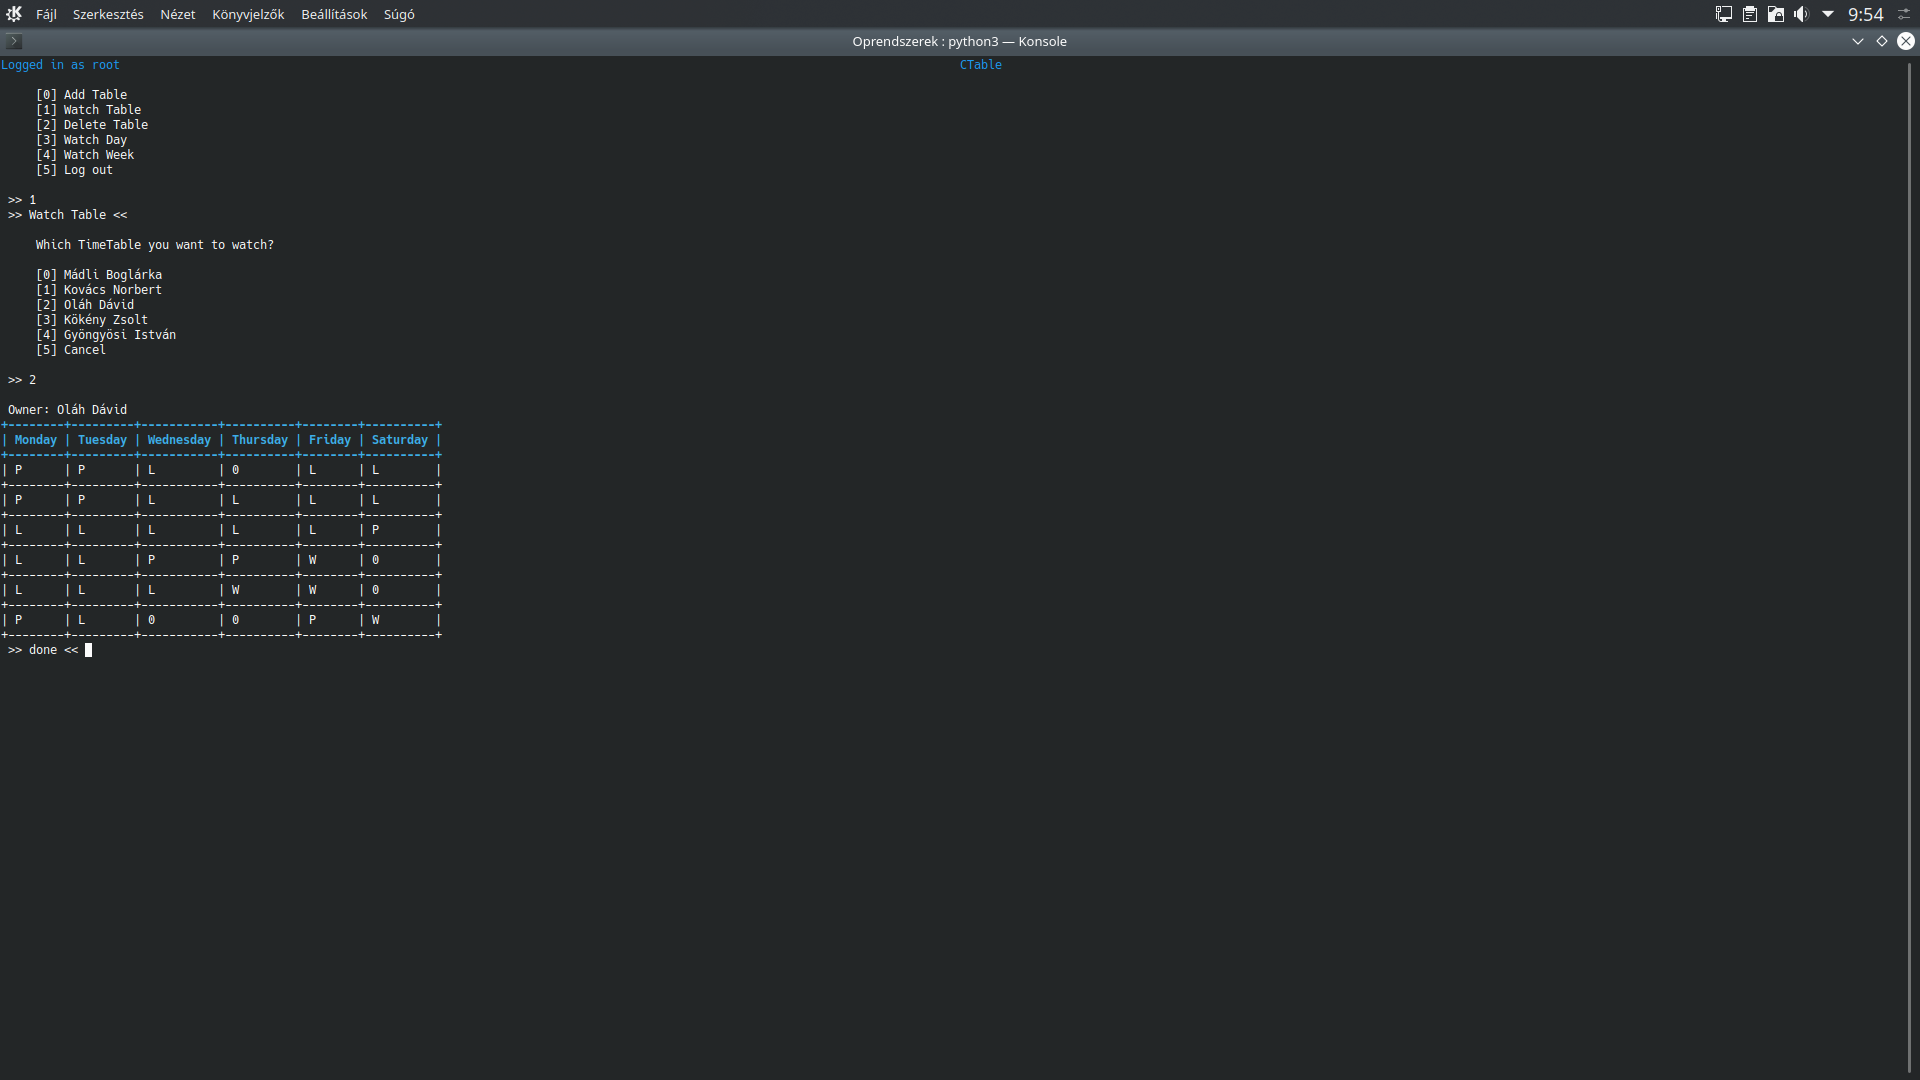 Fájl Szerkesztés Nézet Könyvjelzők Beállítások Súgó 9:54
Oprendszerek : python3 — Konsole
Logged in as root CTable
[0] Add Table
[1] Watch Table
[2] Delete Table
[3] Watch Day
[4] Watch Week
[5] Log out
>> 1
>> Watch Table <<
Which TimeTable you want to watch?
[0] Mádli Boglárka
[1] Kovács Norbert
[2] Oláh Dávid
[3] Kökény Zsolt
[4] Gyöngyösi István
[5] Cancel
>> 2
Owner: Oláh Dávid
+--------+---------+-----------+----------+--------+----------+
| Monday | Tuesday | Wednesday | Thursday | Friday | Saturday |
+--------+---------+-----------+----------+--------+----------+
| P      | P       | L         | 0        | L      | L        |
+--------+---------+-----------+----------+--------+----------+
| P      | P       | L         | L        | L      | L        |
+--------+---------+-----------+----------+--------+----------+
| L      | L       | L         | L        | L      | P        |
+--------+---------+-----------+----------+--------+----------+
| L      | L       | P         | P        | W      | 0        |
+--------+---------+-----------+----------+--------+----------+
| L      | L       | L         | W        | W      | 0        |
+--------+---------+-----------+----------+--------+----------+
| P      | L       | 0         | 0        | P      | W        |
+--------+---------+-----------+----------+--------+----------+
>> done <<